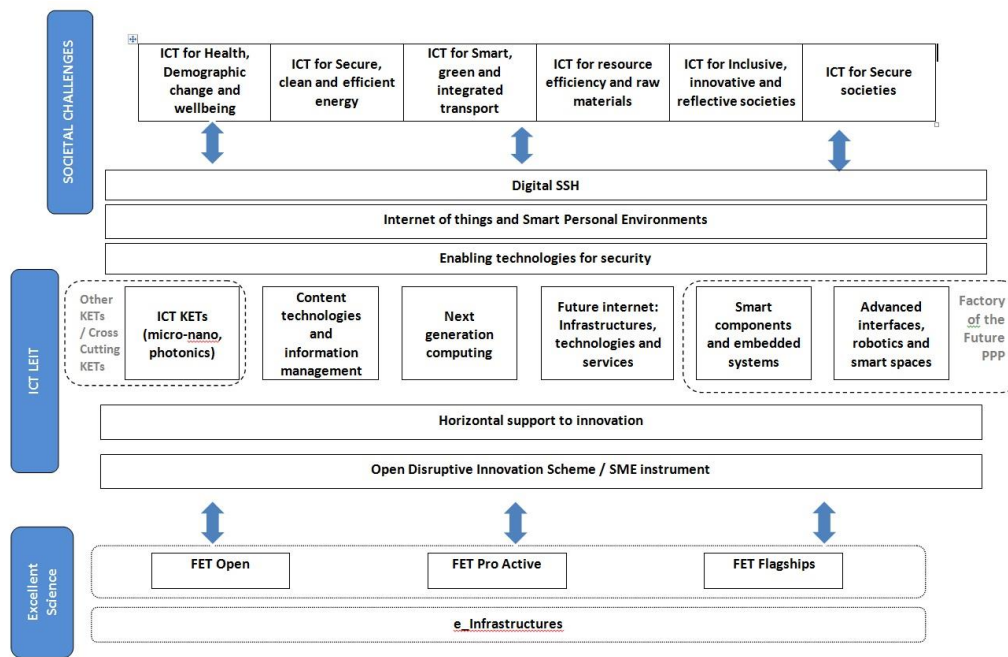 SOCIETAL CHALLENGES
ICT for Health,
Demographic
change and
wellbeing
ICT for Secure,
clean and efficient
energy
ICT for Smart,
green and
integrated
transport
ICT for resource
efficiency and raw
materials
ICT for Inclusive,
innovative and
reflective societies
ICT for Secure
societies
Digital SSH
Internet of things and Smart Personal Environments
Enabling technologies for security
ICT LEIT
Other
KETs
/ Cross
Cutting
KETs
ICT KETs
(micro-nano,
photonics)
Content
technologies
and
information
management
Next
generation
computing
Future internet:
Infrastructures,
technologies and
services
Smart
components
and embedded
systems
Advanced
interfaces,
robotics and
smart spaces
Factory
of the
Future
PPP
Horizontal support to innovation
Open Disruptive Innovation Scheme / SME instrument
Excellent
Science
FET Open
FET Pro Active
FET Flagships
e_Infrastructures